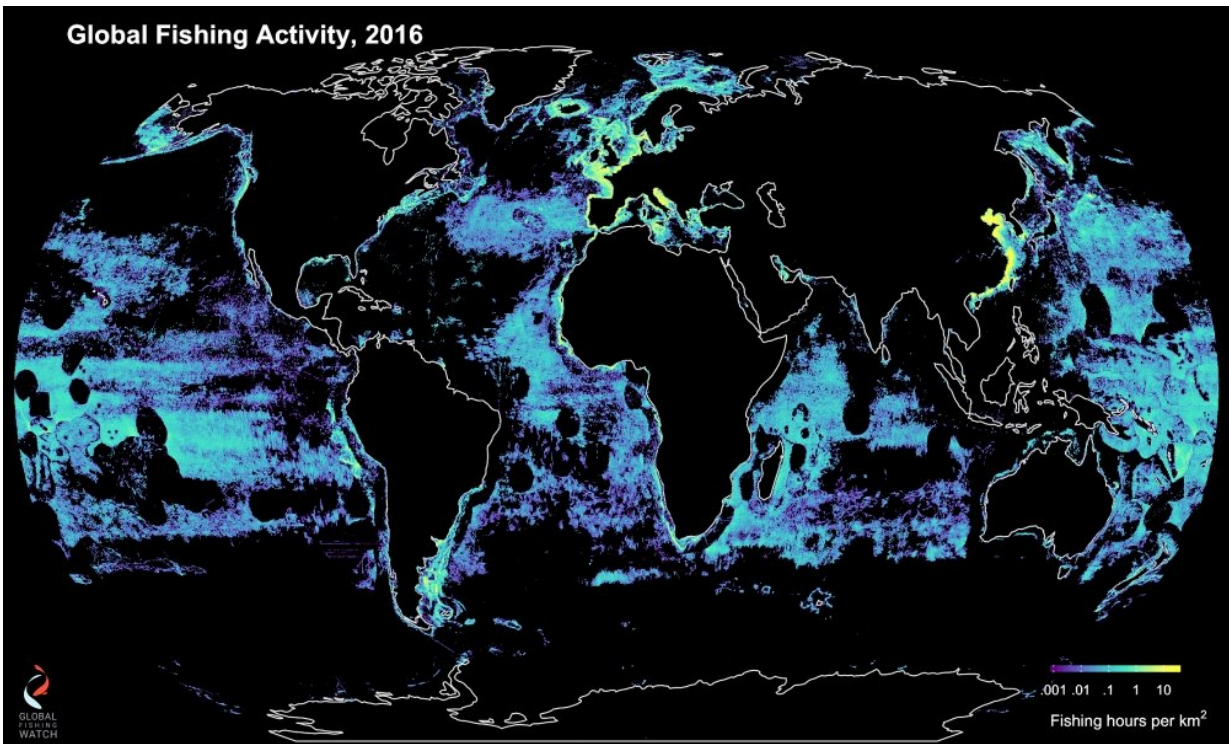 Global Fishing Activity, 2016
GLOBAL
FISHING
WATCH
.001 .01 .1 1 10
Fishing hours per km²